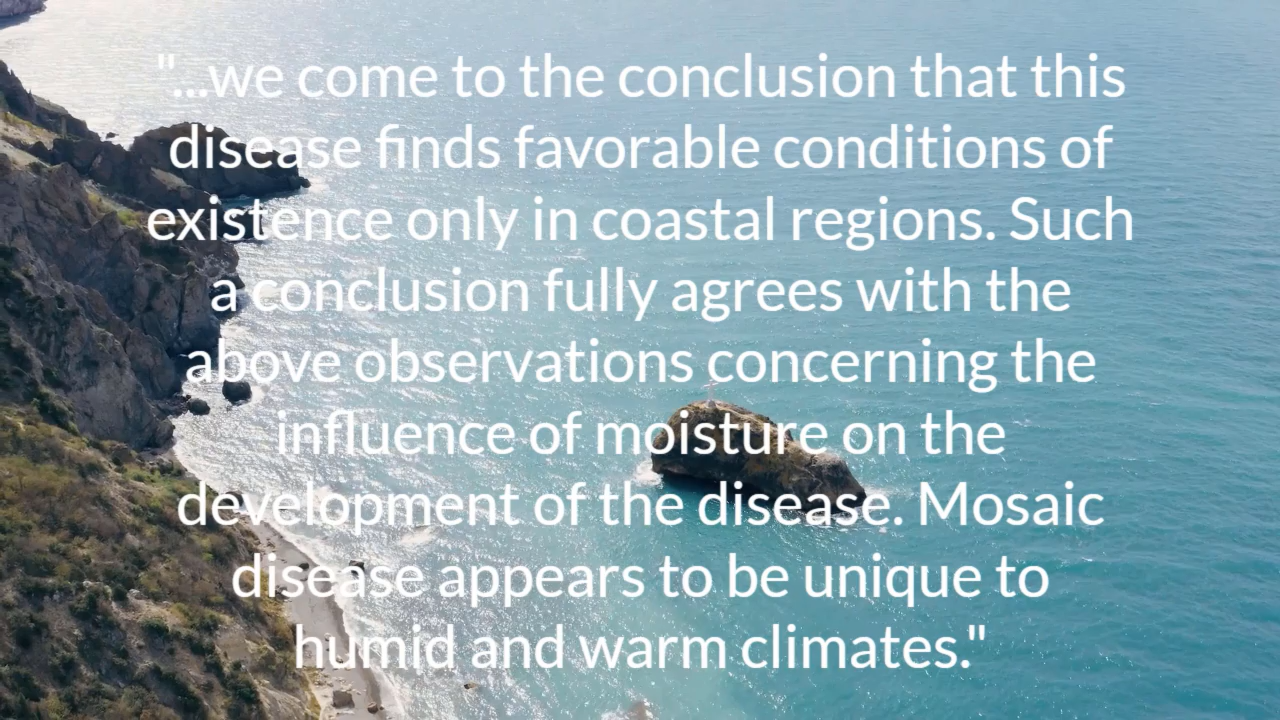 "...we come to the conclusion that this
disease finds favorable conditions of
existence only in coastal regions. Such
a conclusion fully agrees with the
above observations concerning the
influence of moisture on the
development of the disease. Mosaic
disease appears to be unique to
humid and warm climates."